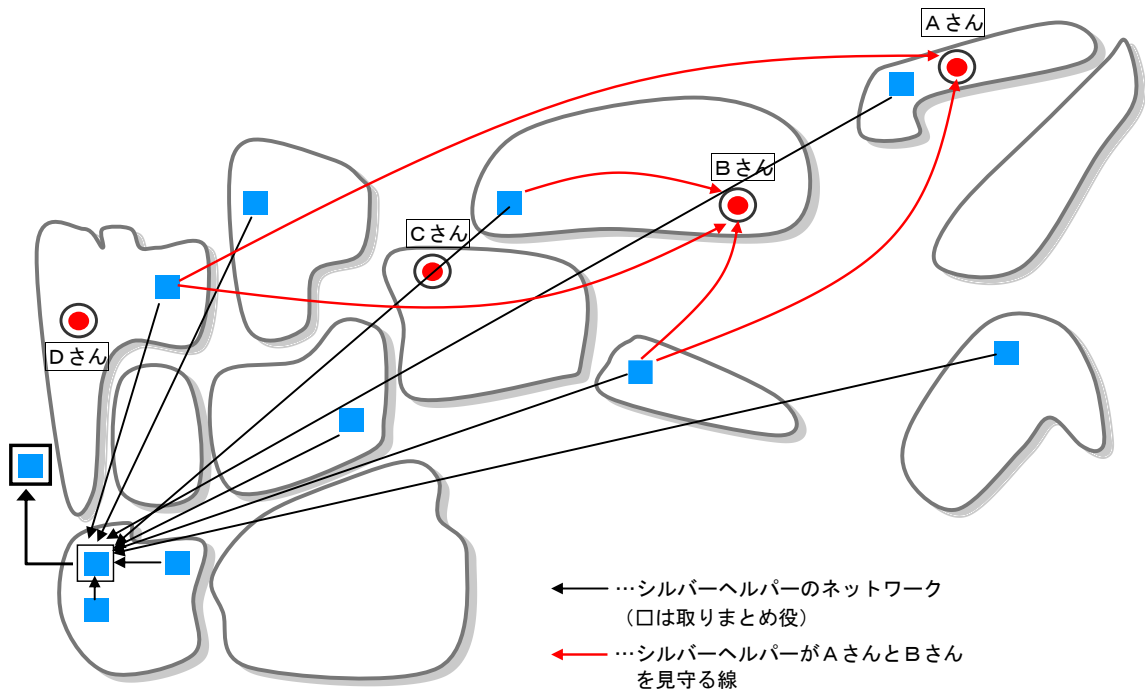 Aさん
Bさん
Cさん
Dさん
…シルバーヘルパーのネットワーク
（□は取りまとめ役）
…シルバーヘルパーがAさんとBさん
を見守る線